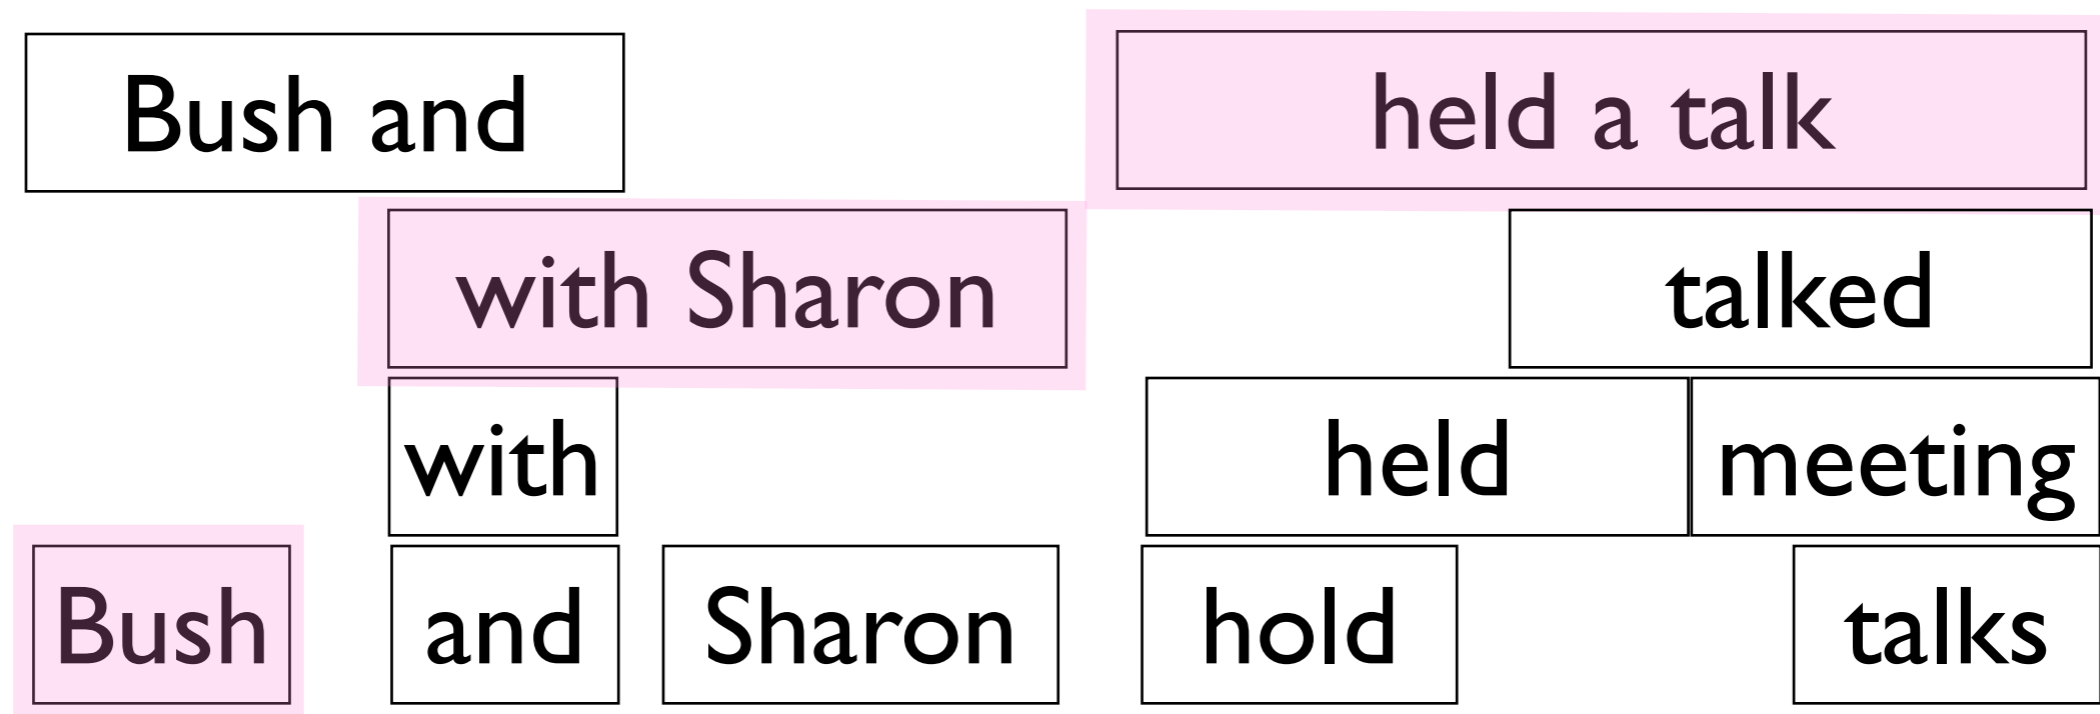 Bush and held a talk
with Sharon talked
with held meeting
Bush and Sharon hold talks